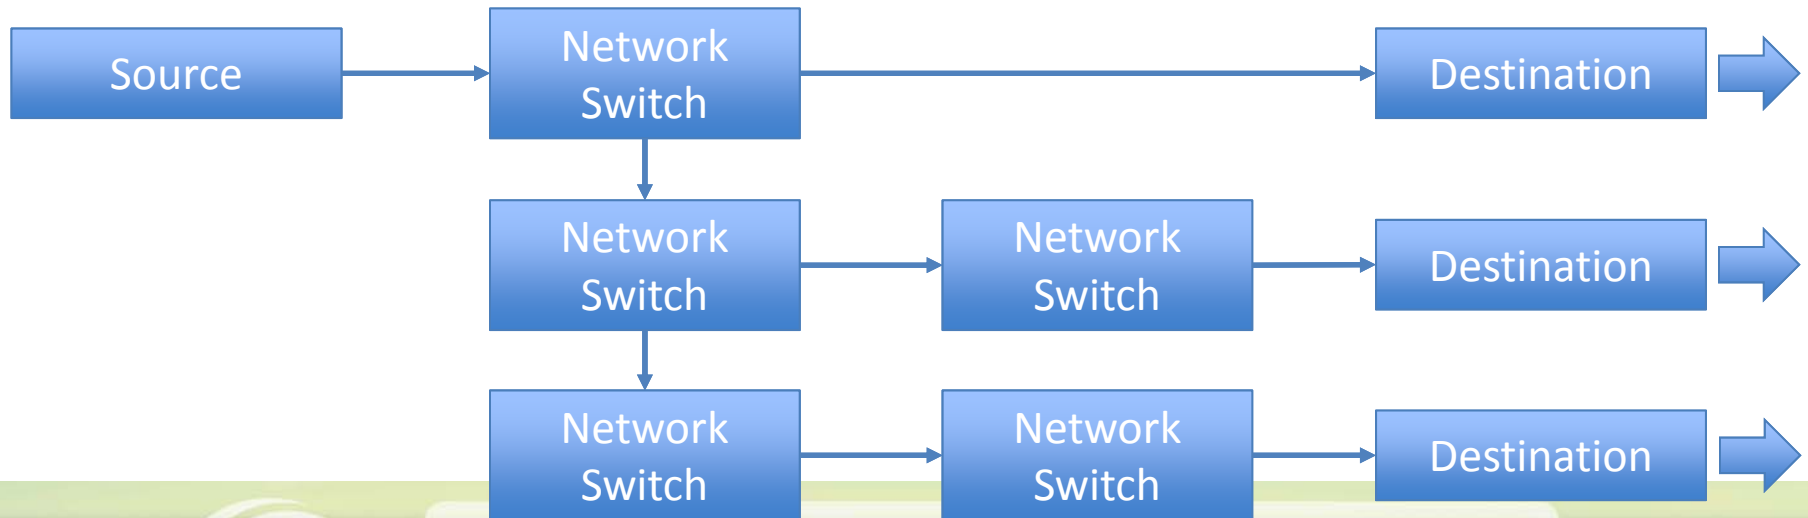 Source
Network
Switch
Destination
Network
Switch
Network
Switch
Destination
Network
Switch
Network
Switch
Destination